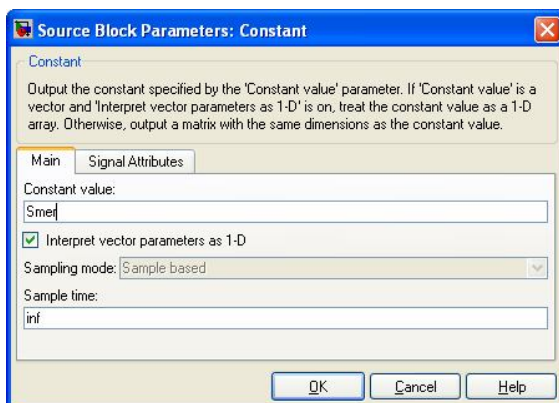 Source Block Parameters: Constant
Constant
Output the constant specified by the 'Constant value' parameter. If 'Constant value' is a
vector and 'Interpret vector parameters as 1-D' is on, treat the constant value as a 1-D
array. Otherwise, output a matrix with the same dimensions as the constant value.
Main Signal Attributes
Constant value:
Smer
Interpret vector parameters as 1-D
Sampling mode: Sample based
Sample time:
inf
OK Cancel Help